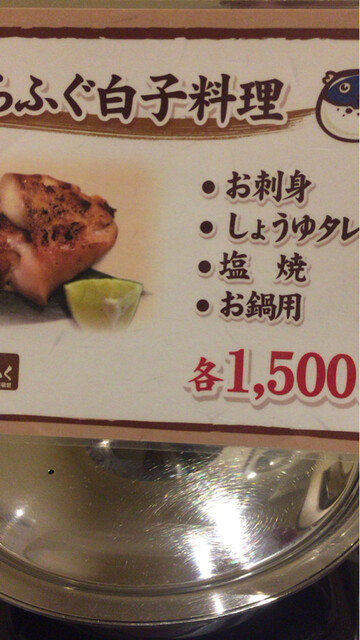 らふぐ白子料理
• お刺身
• しょうゆタレ
• 塩 焼
• お鍋用
各1,500